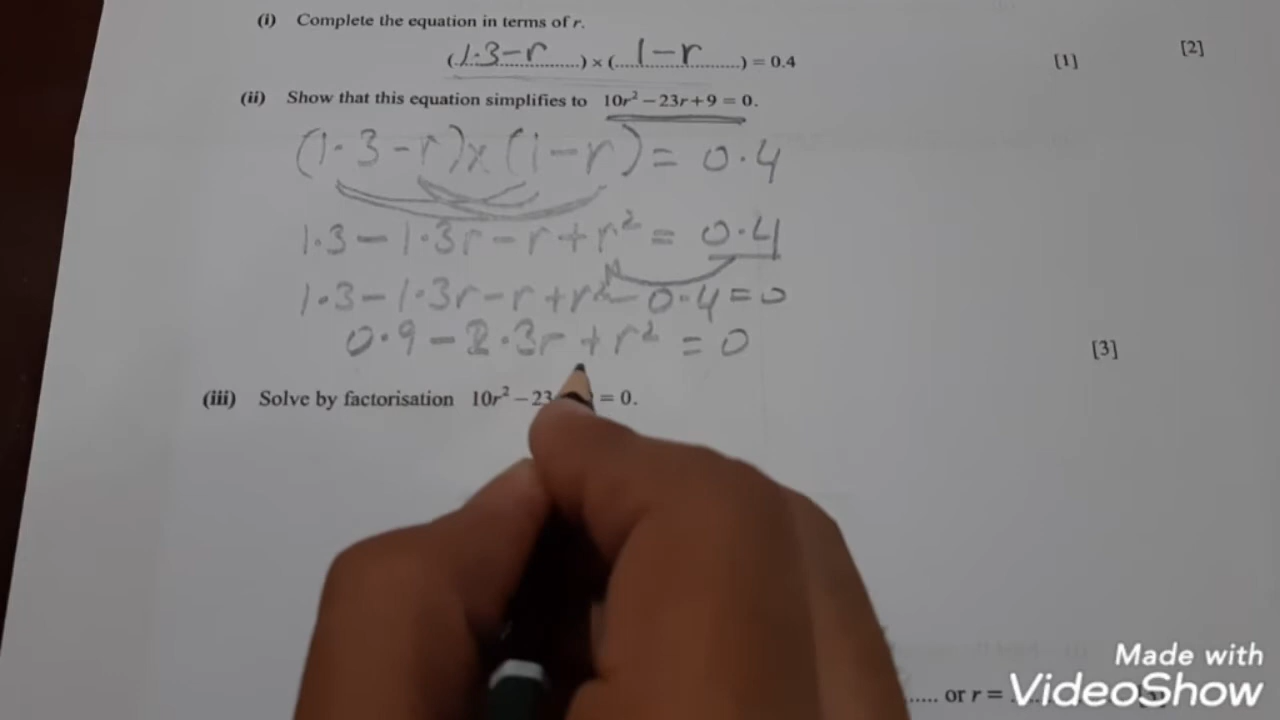 (i) Complete the equation in terms of r.
(1.3-r) × (1-r) = 0.4 [1] [2]
(ii) Show that this equation simplifies to 10r² − 23r + 9 = 0.
(1.3-r)×(1-r) = 0.4
1.3-1.3r-r+r² = 0.4
1.3-1.3r-r+r²-0.4=0
0.9-2.3r+r² = 0
[3]
(iii) Solve by factorisation 10r² − 23 = 0.
or r =
Made with
VideoShow